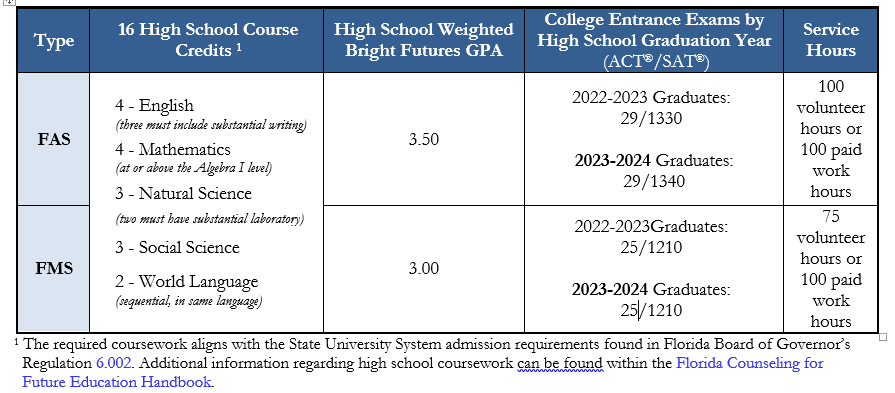 Type
16 High School Course
Credits ¹
High School Weighted
Bright Futures GPA
College Entrance Exams by
High School Graduation Year
(ACT®/SAT®)
Service
Hours
FAS
4 - English
(three must include substantial writing)
4 - Mathematics
(at or above the Algebra I level)
3 - Natural Science
(two must have substantial laboratory)
3 - Social Science
2 - World Language
(sequential, in same language)
3.50
2022-2023 Graduates:
29/1330
2023-2024 Graduates:
29/1340
100
volunteer
hours or
100 paid
work
hours
FMS
3.00
2022-2023Graduates:
25/1210
2023-2024 Graduates:
25/1210
75
volunteer
hours or
100 paid
work
hours
¹ The required coursework aligns with the State University System admission requirements found in Florida Board of Governor's
Regulation 6.002. Additional information regarding high school coursework can be found within the Florida Counseling for
Future Education Handbook.